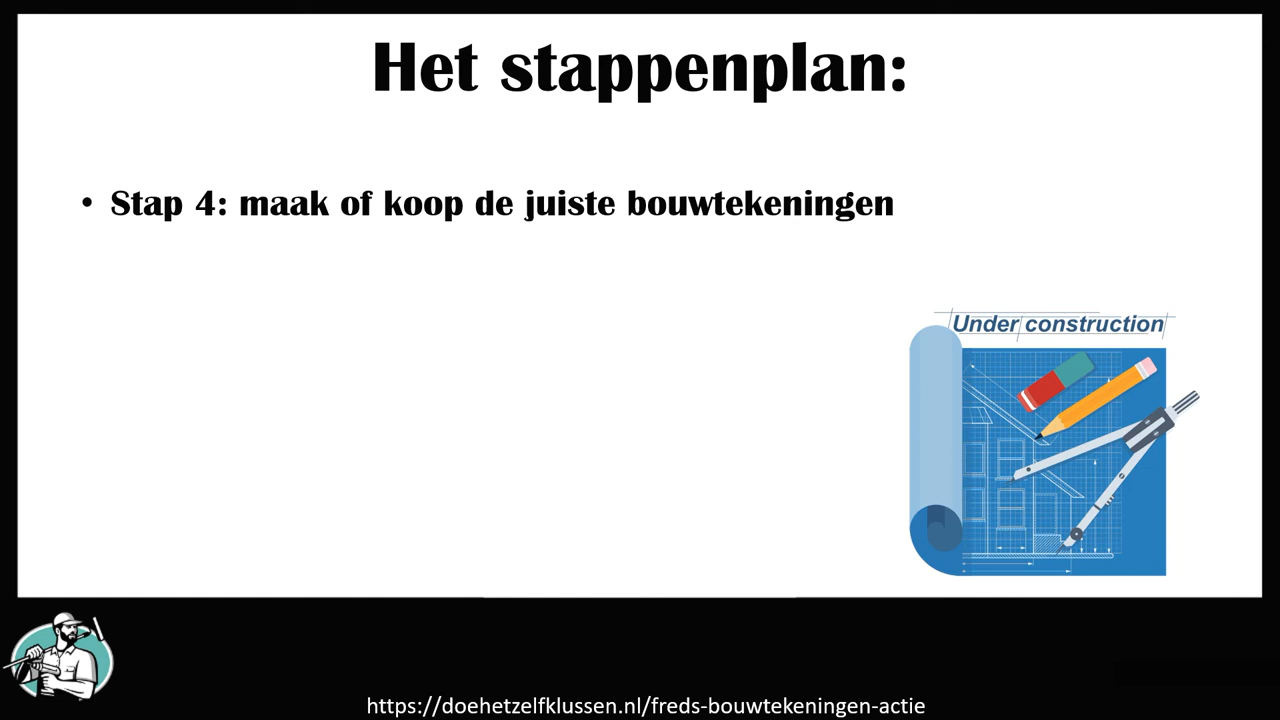 Het stappenplan:
• Stap 4: maak of koop de juiste bouwtekeningen
Under construction
https://doehetzelfklussen.nl/freds-bouwtekeningen-actie